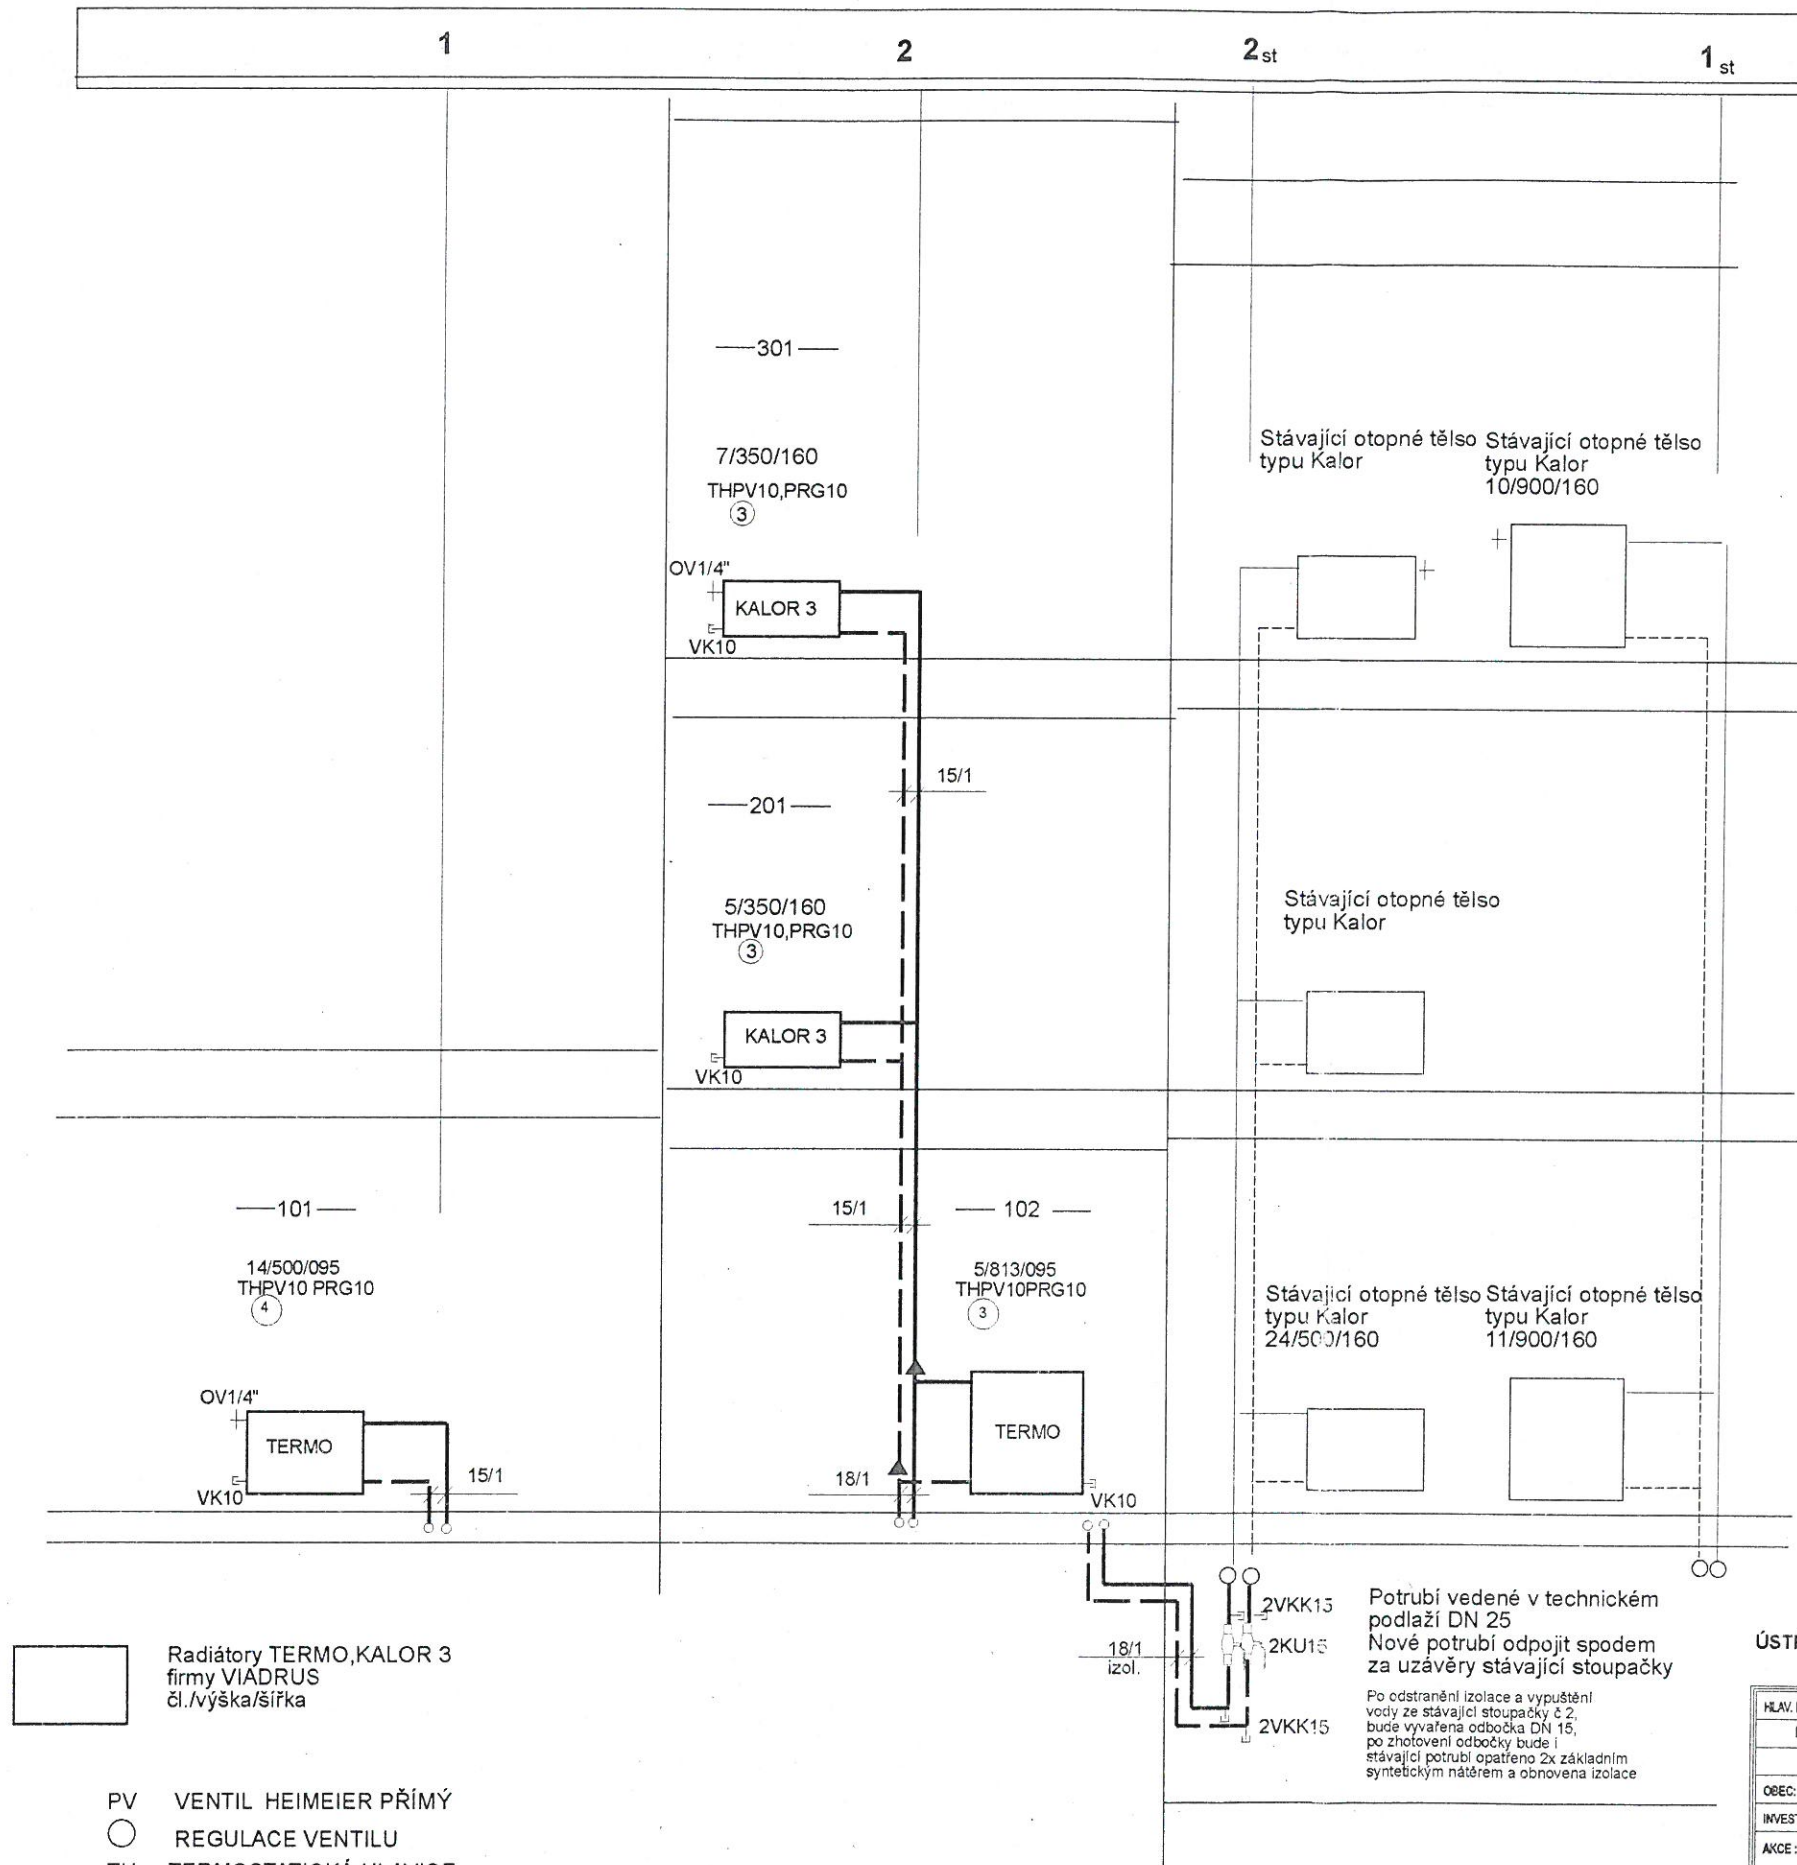 1
2
2st
1st
301
7/350/160
THPV10,PRG10
3
OV1/4"
KALOR 3
VK10
Stávající otopné tělso
typu Kalor
Stávající otopné tělso
typu Kalor
10/900/160
15/1
201
5/350/160
THPV10,PRG10
3
KALOR 3
VK10
Stávající otopné tělso
typu Kalor
101
14/500/095
THPV10 PRG10
4
OV1/4"
TERMO
VK10
15/1
15/1
102
5/813/095
THPV10PRG10
3
TERMO
18/1
VK10
Stávající otopné tělso
typu Kalor
24/500/160
Stávající otopné tělso
typu Kalor
11/900/160
18/1
izol.
2VKK15
2KU15
2VKK15
Potrubí vedené v technickém
podlaží DN 25
Nové potrubí odpojit spodem
za uzávěry stávající stoupačky
Po odstranění izolace a vypuštění
vody ze stávající stoupačky č 2,
bude vyvařena odbočka DN 15,
po zhotovení odbočky bude i
stávající potrubí opatřeno 2x základním
syntetickým nátěrem a obnovena izolace
Radiátory TERMO,KALOR 3
firmy VIADRUS
čl./výška/šířka
PV VENTIL HEIMEIER PŘÍMÝ
REGULACE VENTILU
HLAV.
OBEC:
INVEST
AKCE :